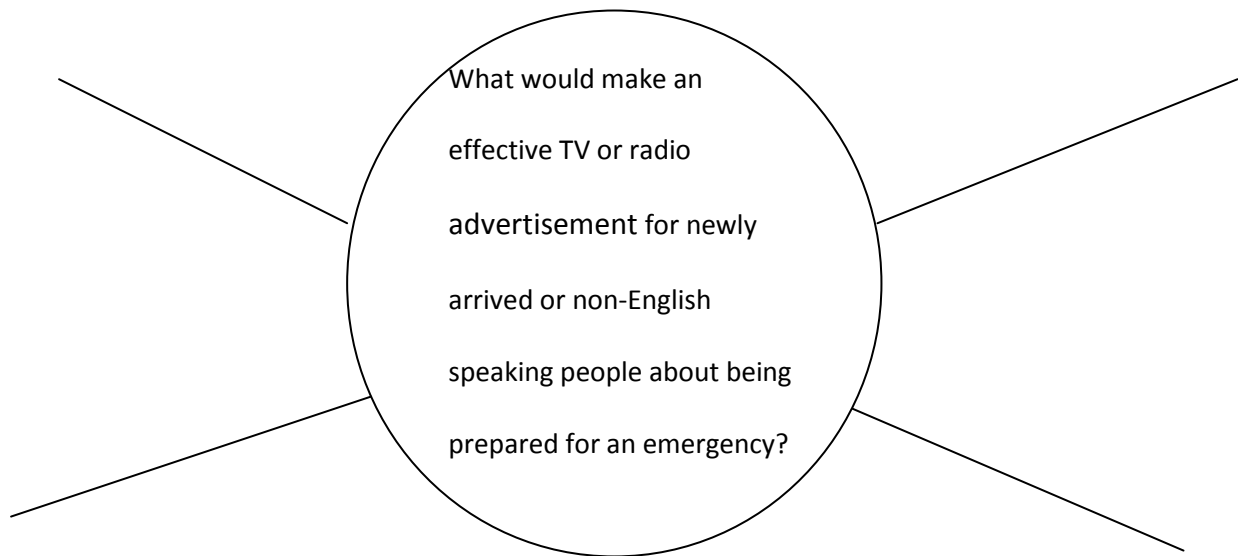 What would make an
effective TV or radio
advertisement for newly
arrived or non-English
speaking people about being
prepared for an emergency?